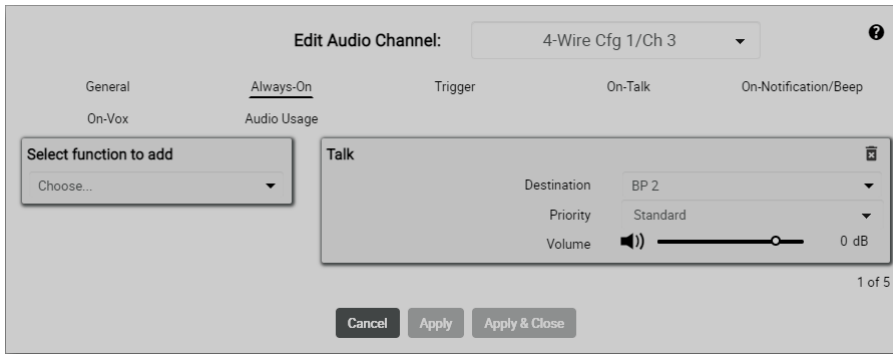 Edit Audio Channel: 4-Wire Cfg 1/Ch 3
General Always-On Trigger On-Talk On-Notification/Beep
On-Vox Audio Usage
Select function to add
Choose...
Talk
Destination BP 2
Priority Standard
Volume 0 dB
1 of 5
Cancel Apply Apply & Close